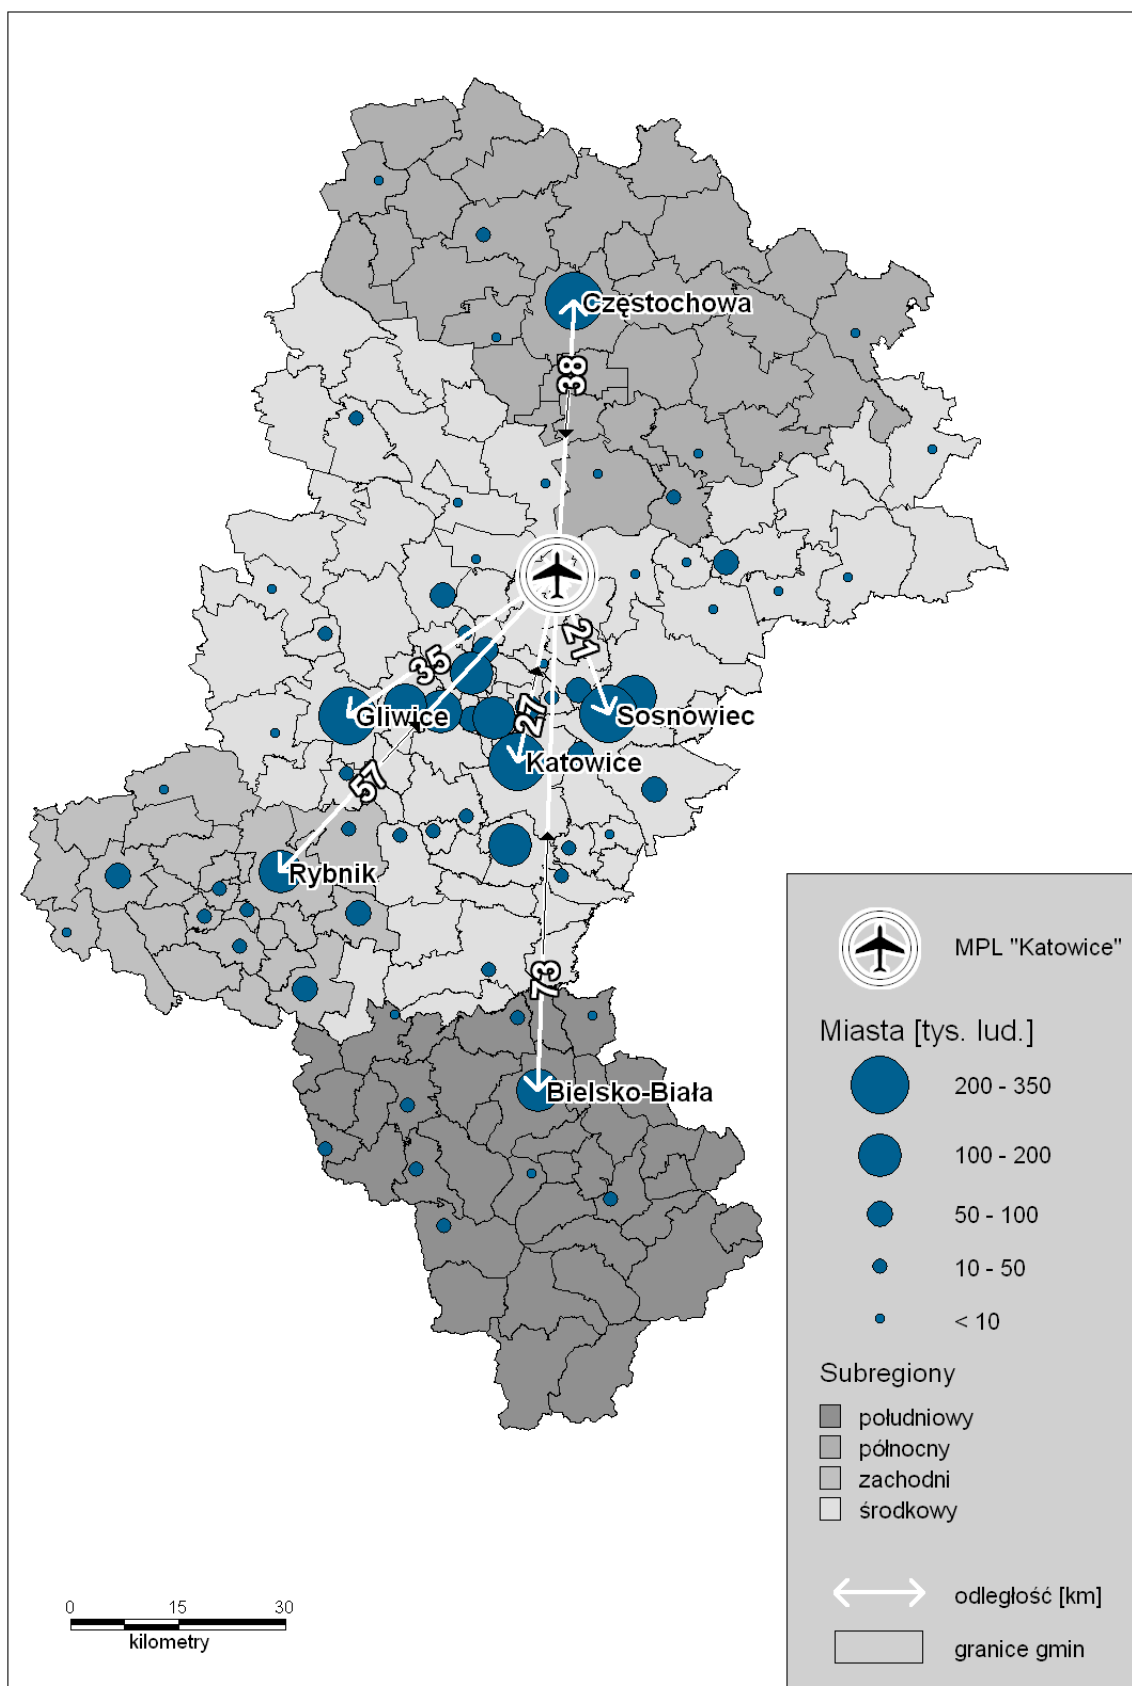 Częstochowa
38
21
35
Gliwice
27
Sosnowiec
Katowice
57
Rybnik
73
Bielsko-Biała
MPL "Katowice"
Miasta [tys. lud.]
200 - 350
100 - 200
50 - 100
10 - 50
< 10
Subregiony
południowy
północny
zachodni
środkowy
odległość [km]
granice gmin
0 15 30
kilometry